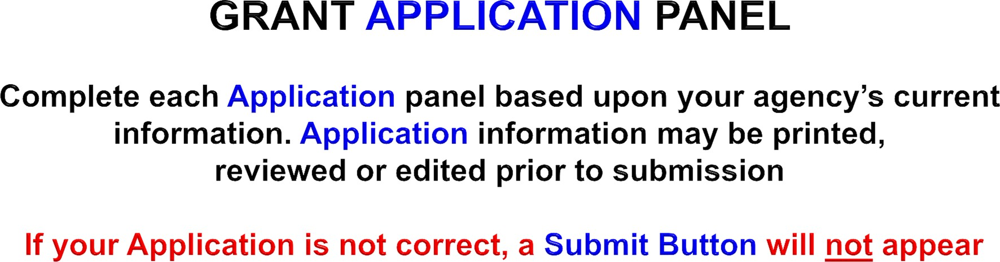 GRANT APPLICATION PANEL
Complete each Application panel based upon your agency’s current
information. Application information may be printed,
reviewed or edited prior to submission
If your Application is not correct, a Submit Button will not appear